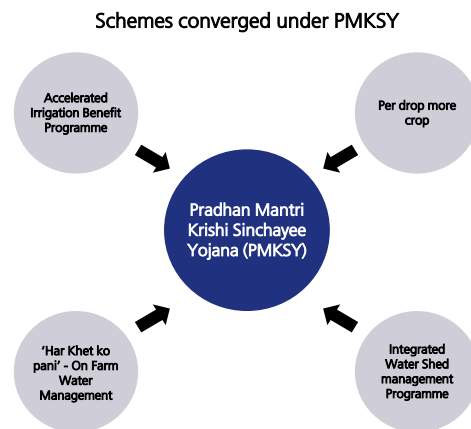 Schemes converged under PMKSY
Accelerated
Irrigation Benefit
Programme
Per drop more
crop
Pradhan Mantri
Krishi Sinchayee
Yojana (PMKSY)
‘Har Khet ko
pani’ - On Farm
Water
Management
Integrated
Water Shed
management
Programme